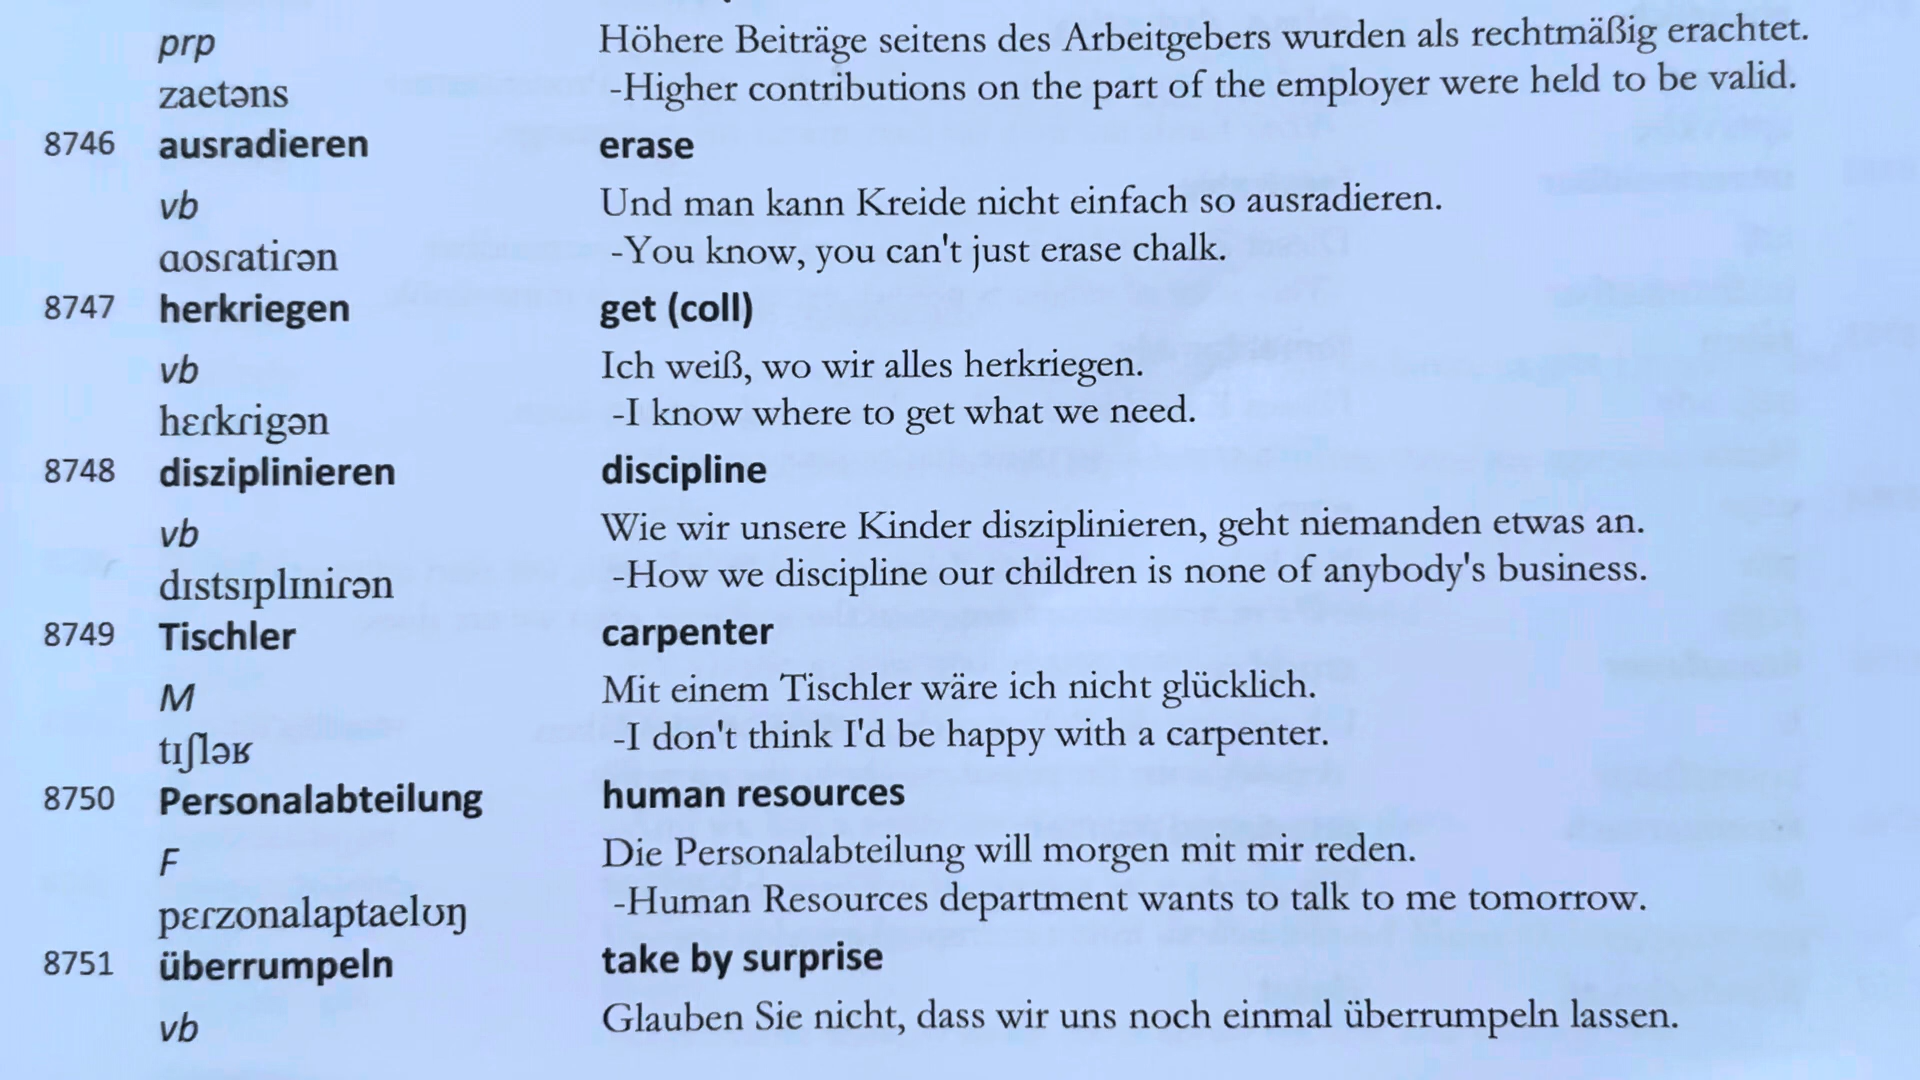 prp Höhere Beiträge seitens des Arbeitgebers wurden als rechtmäßig erachtet.
zaetəns -Higher contributions on the part of the employer were held to be valid.
8746 ausradieren erase
vb Und man kann Kreide nicht einfach so ausradieren.
ɑosɾatiɾən -You know, you can't just erase chalk.
8747 herkriegen get (coll)
vb Ich weiß, wo wir alles herkriegen.
hɛɾkɾigən -I know where to get what we need.
8748 disziplinieren discipline
vb Wie wir unsere Kinder disziplinieren, geht niemanden etwas an.
dɪstsɪplɪniɾən -How we discipline our children is none of anybody's business.
8749 Tischler carpenter
M Mit einem Tischler wäre ich nicht glücklich.
tɪʃləʁ -I don't think I'd be happy with a carpenter.
8750 Personalabteilung human resources
F Die Personalabteilung will morgen mit mir reden.
pɛɾzonalaptaelʊŋ -Human Resources department wants to talk to me tomorrow.
8751 überrumpeln take by surprise
vb Glauben Sie nicht, dass wir uns noch einmal überrumpeln lassen.